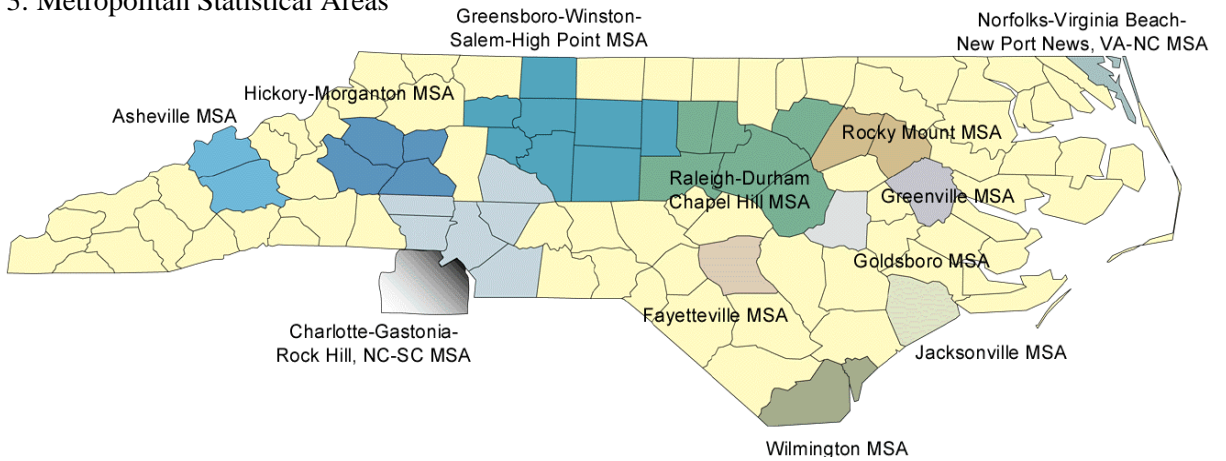 3. Metropolitan Statistical Areas
Greensboro-Winston-
Salem-High Point MSA
Norfolks-Virginia Beach-
New Port News, VA-NC MSA
Hickory-Morganton MSA
Asheville MSA
Rocky Mount MSA
Raleigh-Durham
Chapel Hill MSA
Greenville MSA
Goldsboro MSA
Fayetteville MSA
Charlotte-Gastonia-
Rock Hill, NC-SC MSA
Jacksonville MSA
Wilmington MSA